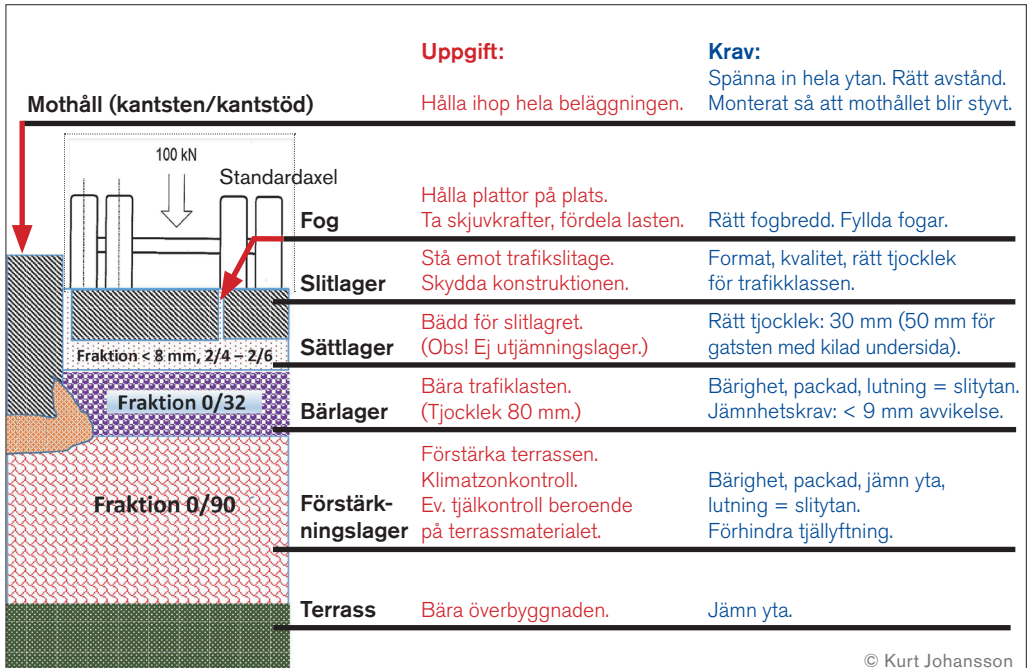 Uppgift:
Krav:
Mothåll (kantsten/kantstöd)
Hålla ihop hela beläggningen.
Spänna in hela ytan. Rätt avstånd.
Monterat så att mothållet blir styvt.
100 kN
Standardaxel
Fog
Hålla plattor på plats.
Ta skjuvkrafter, fördela lasten.
Rätt fogbredd. Fyllda fogar.
Slitlager
Stå emot trafikslitage.
Skydda konstruktionen.
Format, kvalitet, rätt tjocklek
för trafikklassen.
Fraktion < 8 mm, 2/4 – 2/6
Sättlager
Bädd för slitlagret.
(Obs! Ej utjämningslager.)
Rätt tjocklek: 30 mm (50 mm för
gatsten med kilad undersida).
Fraktion 0/32
Bärlager
Bära trafiklasten.
(Tjocklek 80 mm.)
Bärighet, packad, lutning = slitytan.
Jämnhetskrav: < 9 mm avvikelse.
Fraktion 0/90
Förstärk-
ningslager
Förstärka terrassen.
Klimatzonkontroll.
Ev. tjälkontroll beroende
på terrassmaterialet.
Bärighet, packad, jämn yta,
lutning = slitytan.
Förhindra tjällyftning.
Terrass
Bära överbyggnaden.
Jämn yta.
© Kurt Johansson